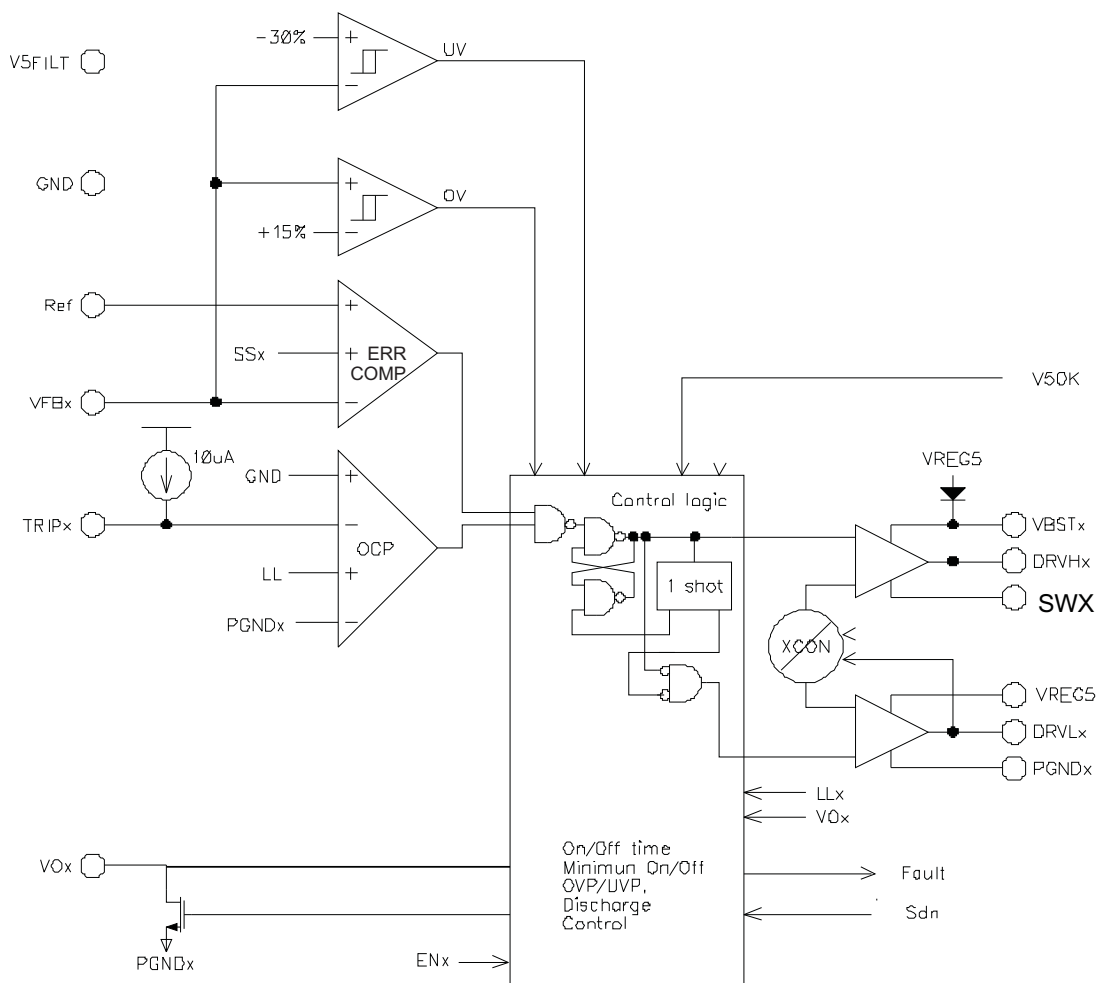 V5FILT
-30%
+
-
UV
GND
+
OV
+15%
-
Ref
+
SSx
+ ERR
COMP
VFBx
-
V5OK
10uA
GND
+
TRIPx
-
OCP
LL
+
PGNDx
-
Control logic
1 shot
VREG5
VBSTx
DRVHx
SWX
XCON
VREG5
DRVLx
PGNDx
LLx
VOx
VOx
On/Off time
Minimun On/Off
OVP/UVP,
Discharge
Control
Fault
Sdn
PGNDx
ENx